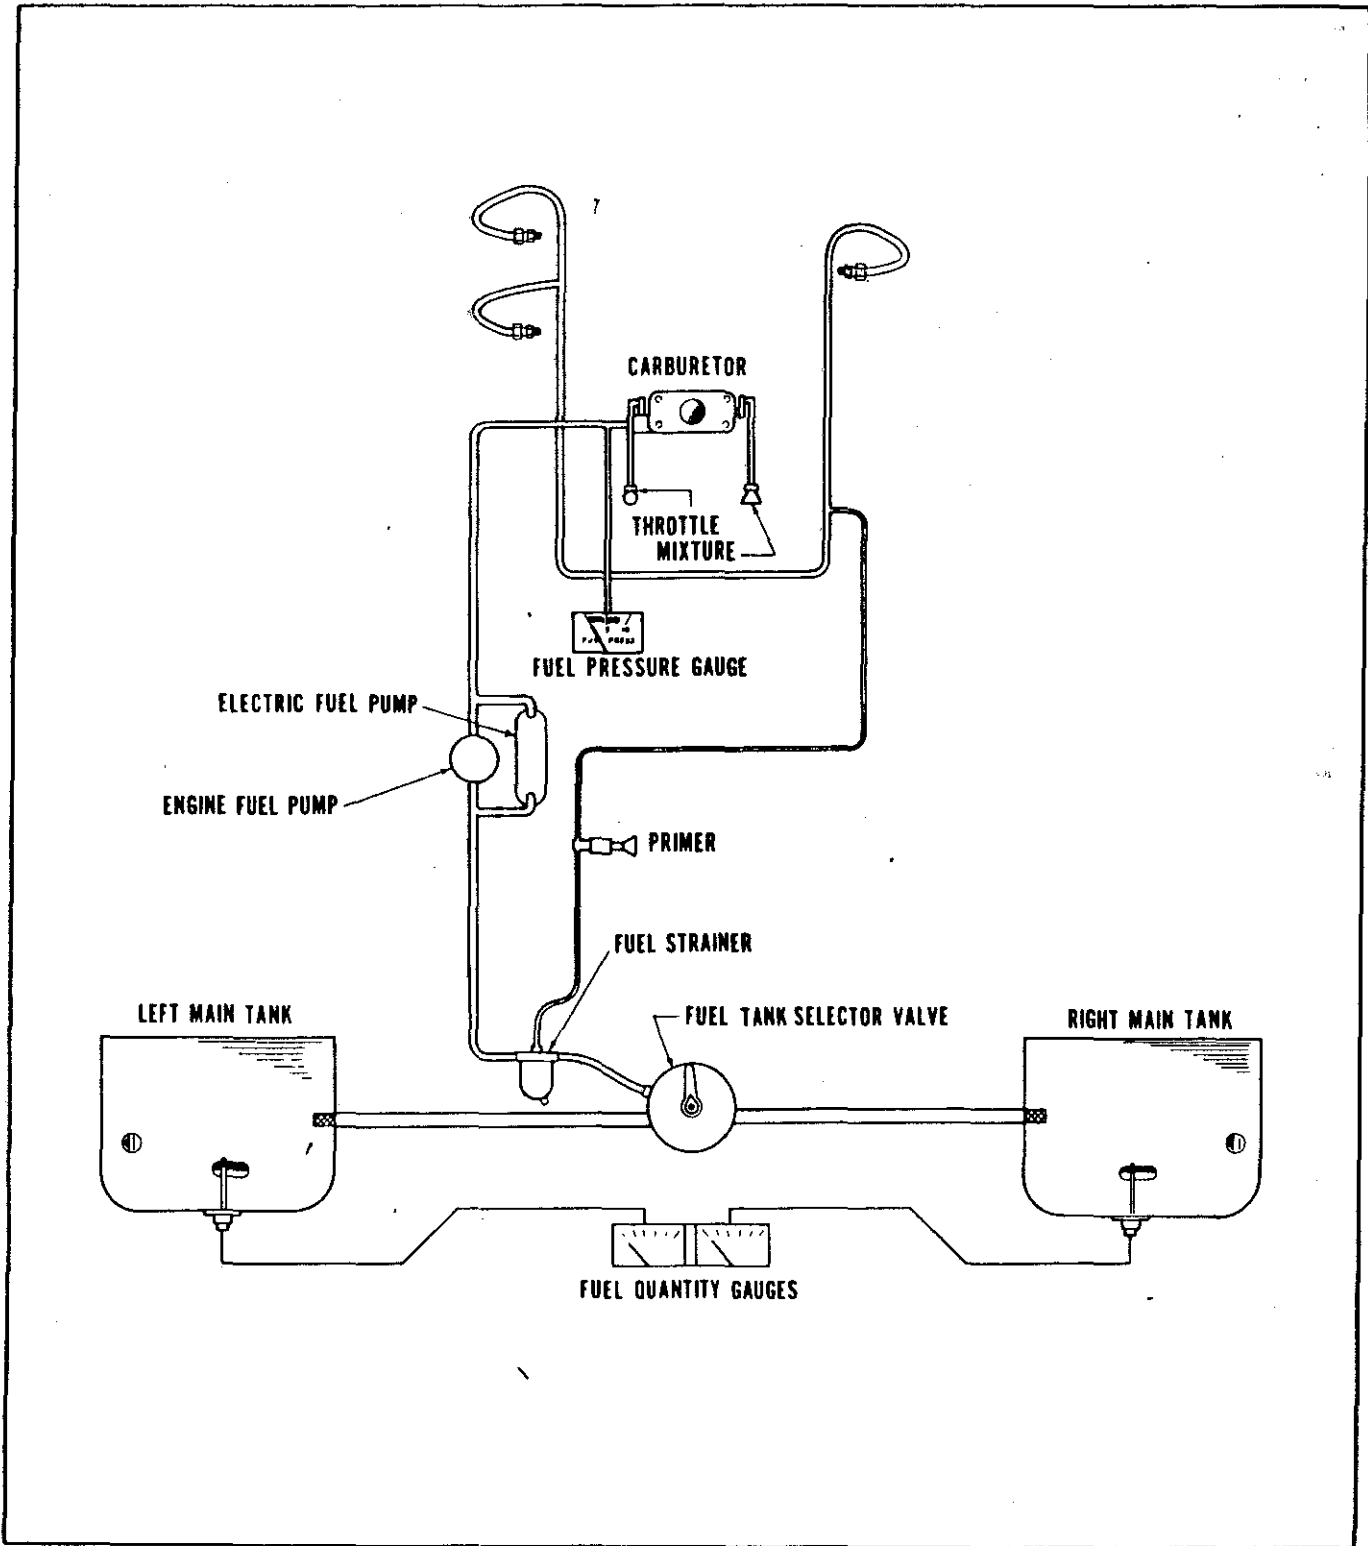 CARBURETOR
THROTTLE
MIXTURE
FUEL PRESSURE GAUGE
ELECTRIC FUEL PUMP
ENGINE FUEL PUMP
PRIMER
FUEL STRAINER
LEFT MAIN TANK
FUEL TANK SELECTOR VALVE
RIGHT MAIN TANK
FUEL QUANTITY GAUGES